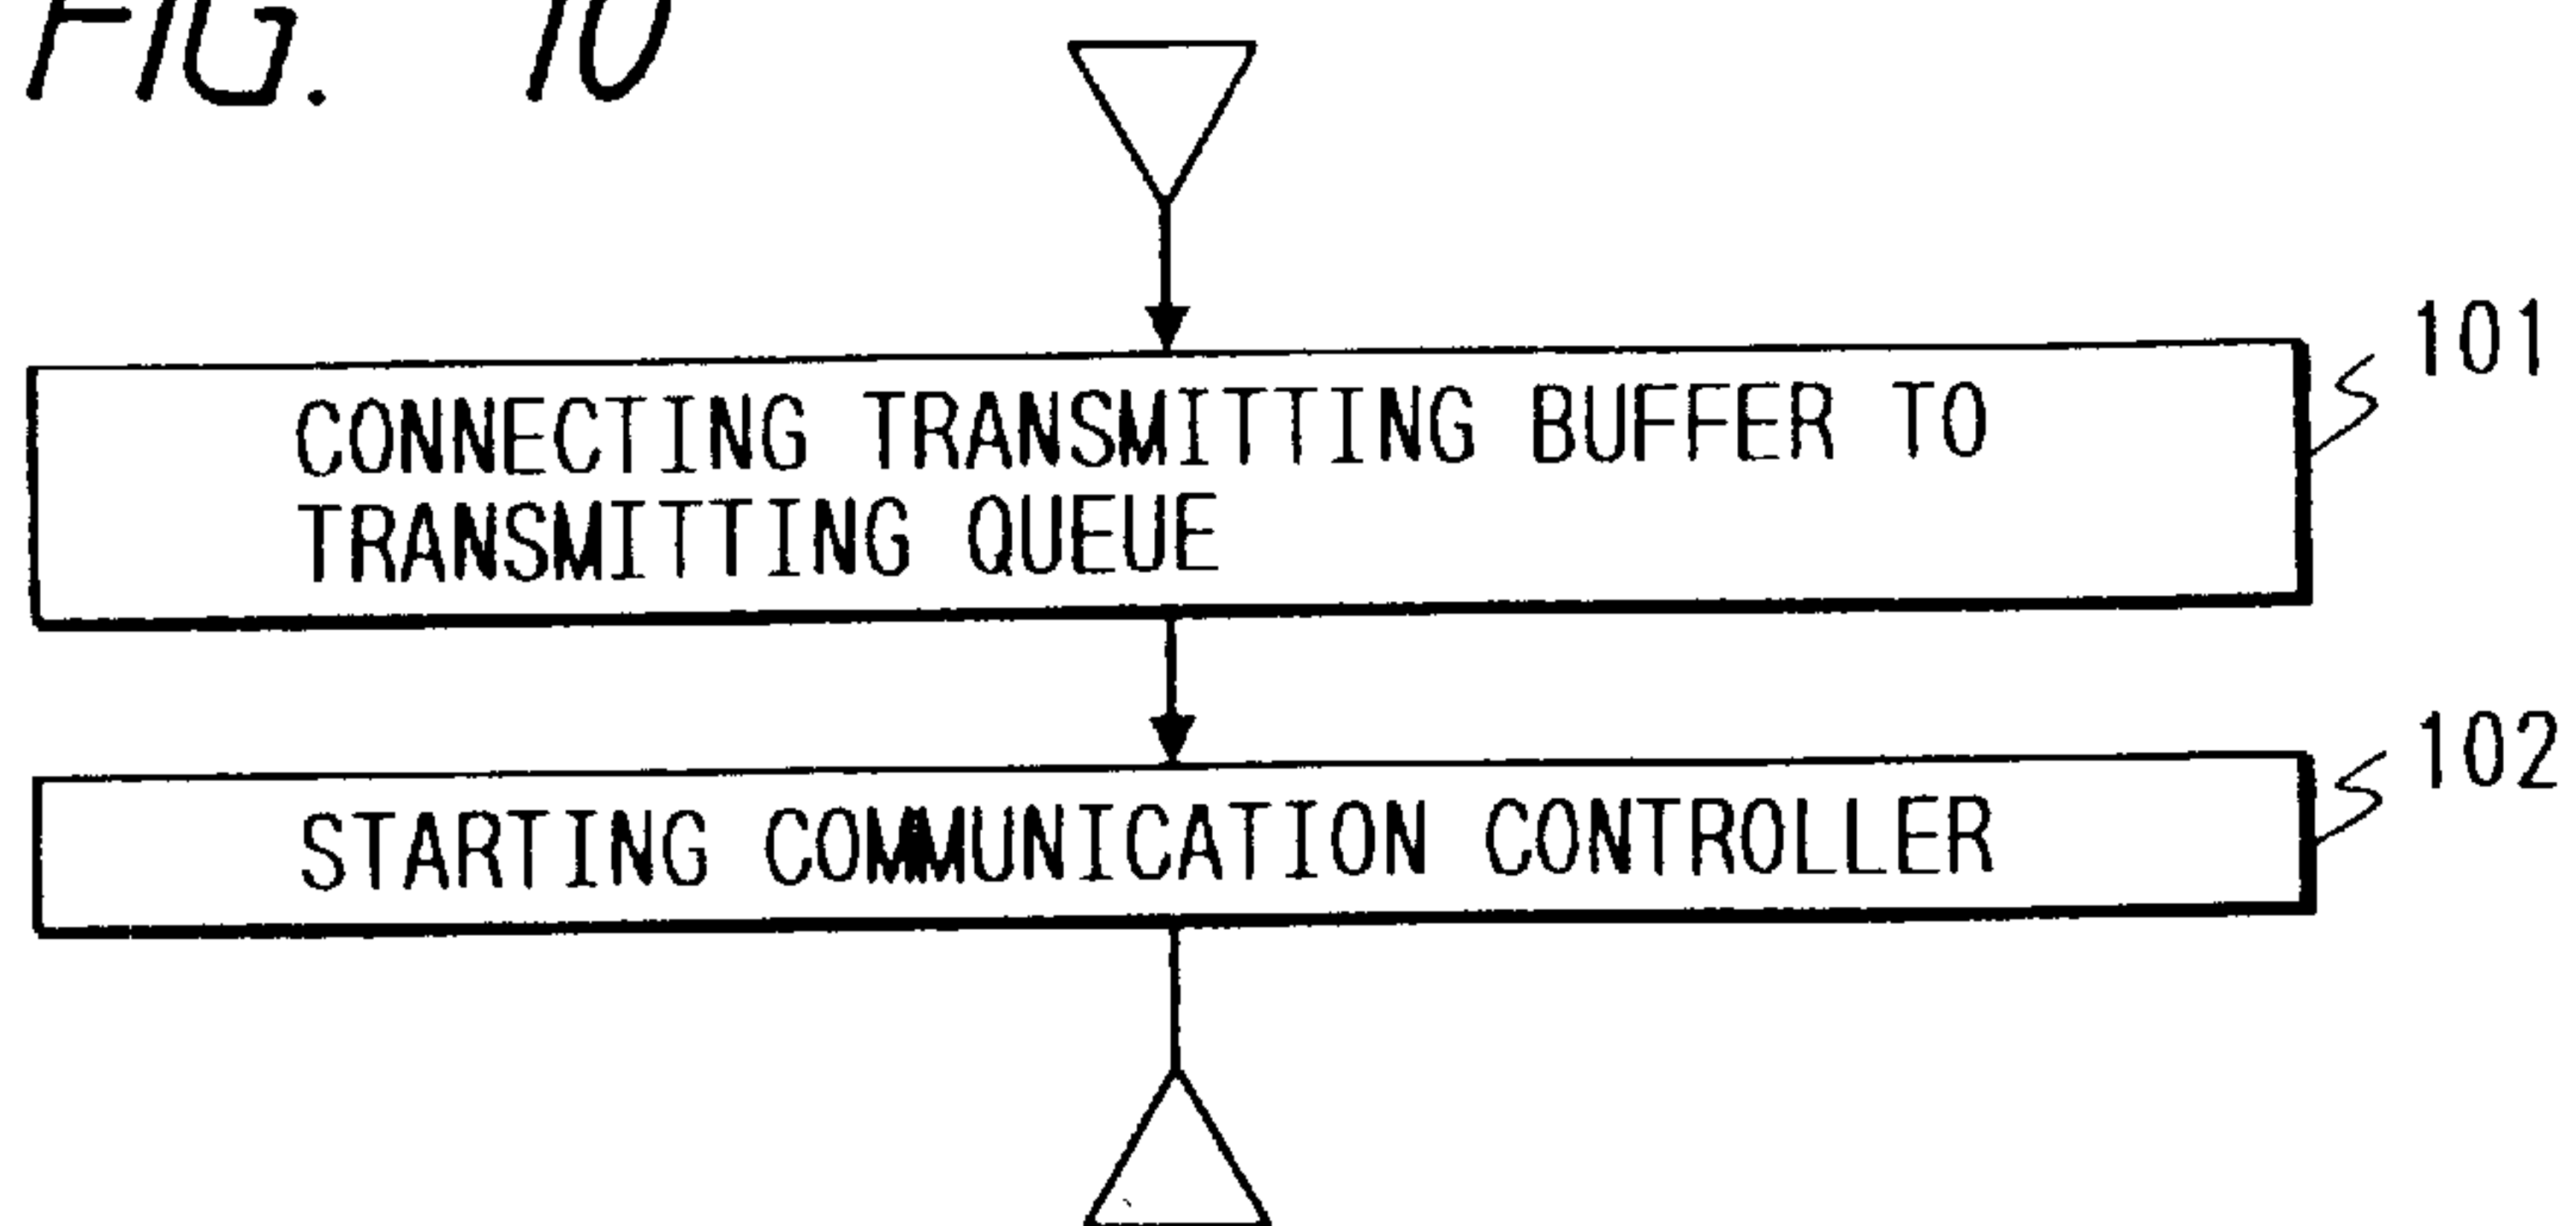 FIG. 10
101
CONNECTING TRANSMITTING BUFFER TO
TRANSMITTING QUEUE
102
STARTING COMMUNICATION CONTROLLER